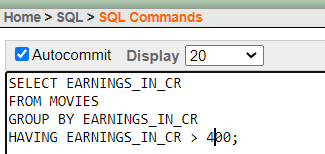 Home > SQL > SQL Commands
Autocommit Display 20
SELECT EARNINGS_IN_CR
FROM MOVIES
GROUP BY EARNINGS_IN_CR
HAVING EARNINGS_IN_CR > 400;